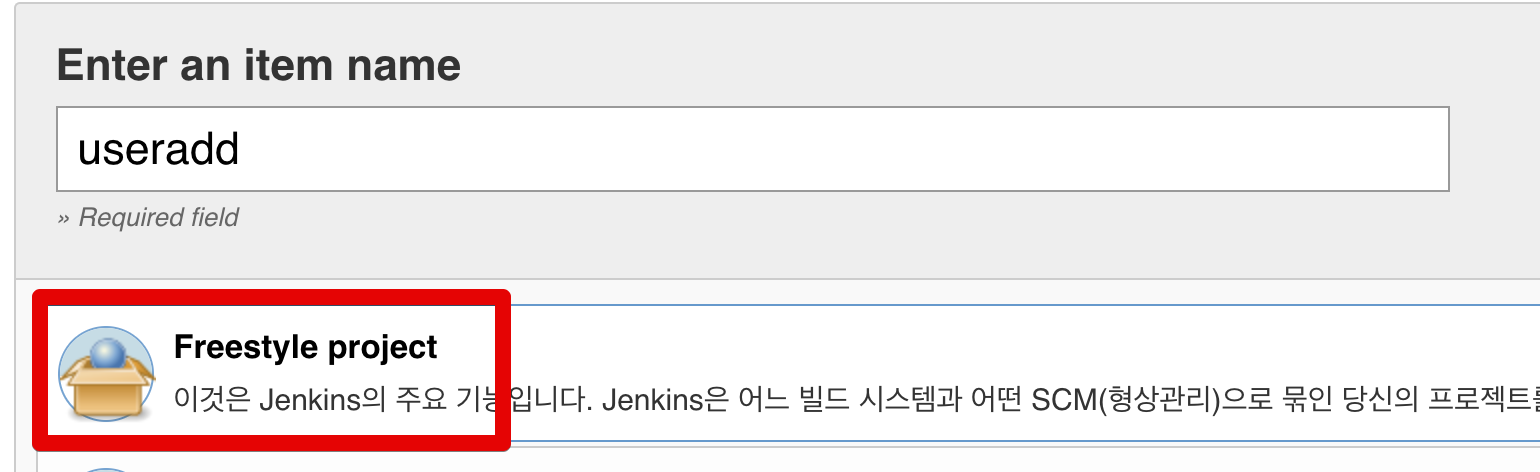 Enter an item name
useradd
» Required field
Freestyle project
이것은 Jenkins의 주요 기능입니다. Jenkins은 어느 빌드 시스템과 어떤 SCM(형상관리)으로 묶인 당신의 프로젝트를